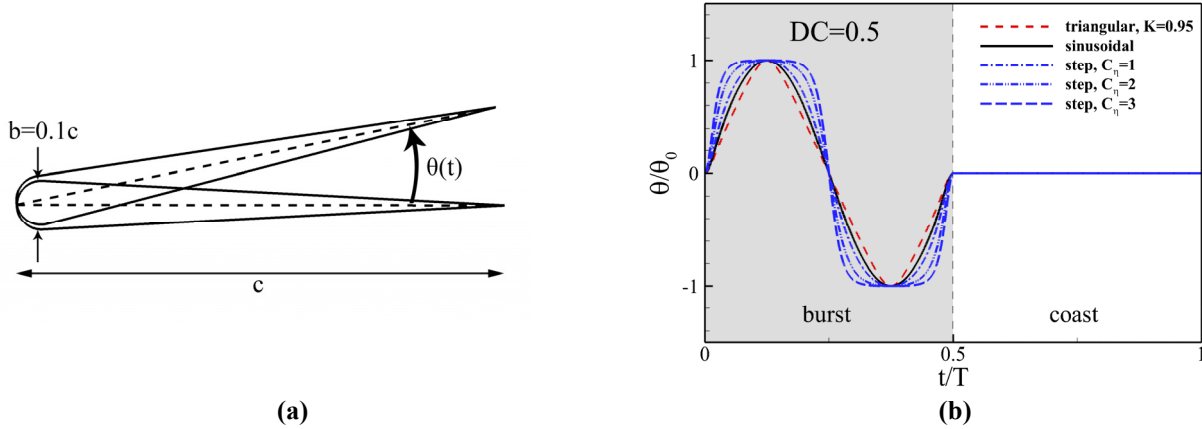 b=0.1c
θ(t)
c
(a)
DC=0.5
triangular, K=0.95
sinusoidal
step, Cη=1
step, Cη=2
step, Cη=3
θ/θ0
1
0
-1
burst
coast
0
0.5
1
t/T
(b)